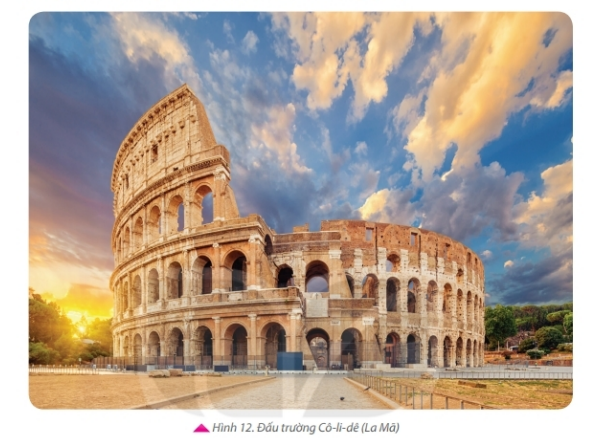 Hình 12. Đấu trường Cô-li-dê (La Mã)